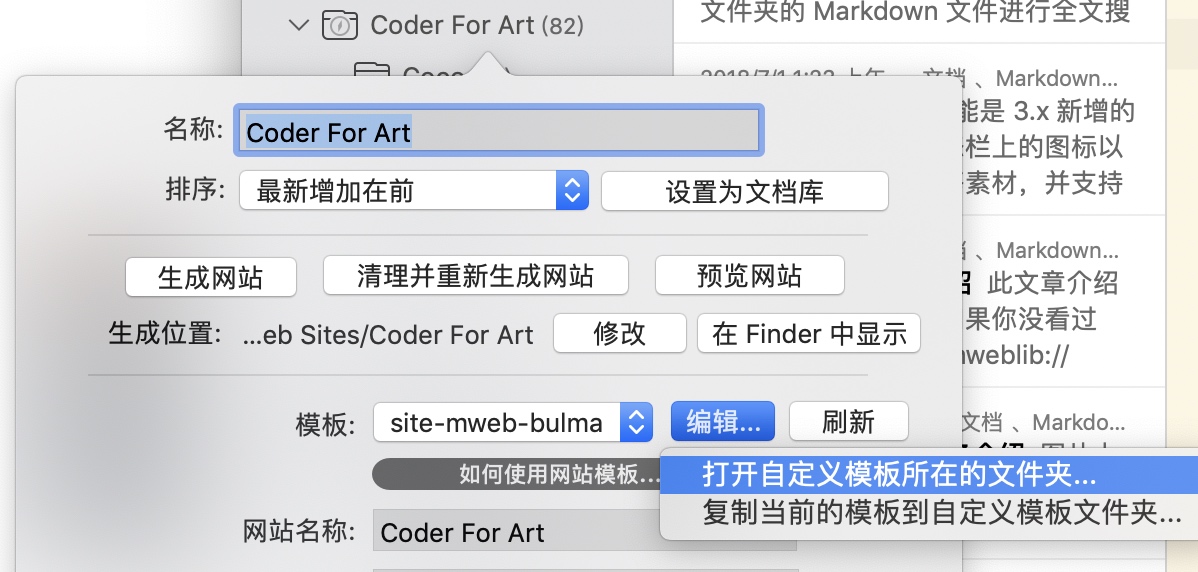 Coder For Art (82)
文件夹的 Markdown 文件进行全文搜
、Markdown...
名称: Coder For Art
能是 3.x 新增的
栏上的图标以
排序: 最新增加在前 设置为文档库
素材，并支持
、Markdown...
生成网站 清理并重新生成网站 预览网站
此文章介绍
生成位置: ...eb Sites/Coder For Art 修改 在 Finder 中显示
果你没看过
mweblib://
模板: site-mweb-bulma 编辑... 刷新
文档 、Markdo...
如何使用网站模板...
打开自定义模板所在的文件夹...
复制当前的模板到自定义模板文件夹...
网站名称: Coder For Art